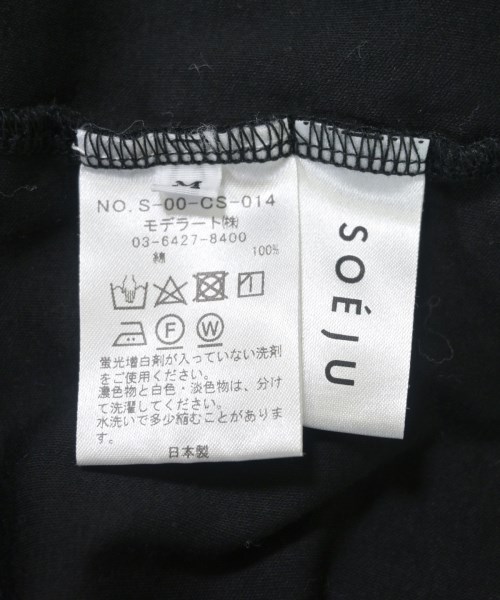 M
NO. S-00-CS-014
モデラート㈱
03-6427-8400
綿 100%
F W
蛍光増白剤が入っていない洗剤
をご使用ください。
濃色物と白色・淡色物は、分け
て洗濯してください。
水洗いで多少縮むことがありま
す。
日本製
SOÉJU